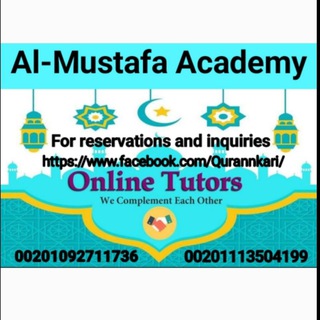 Al-Mustafa Academy
For reservations and inquiries
https://www.facebook.com/Qurannkari/
Online Tutors
We Complement Each Other
00201092711736 00201113504199